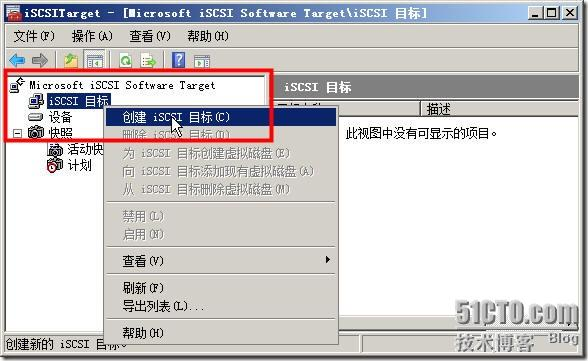 iSCSITarget - [Microsoft iSCSI Software Target\iSCSI 目标]
文件(F) 操作(A) 查看(V) 帮助(H)
Microsoft iSCSI Software Target
iSCSI 目标
设备
快照
活动快
计划
iSCSI 目标
描述
此视图中没有可显示的项目。
创建 iSCSI 目标(C)
删除 iSCSI 目标(D)
为 iSCSI 目标创建虚拟磁盘(E)
向 iSCSI 目标添加现有虚拟磁盘(A)
从 iSCSI 目标删除虚拟磁盘(M)
禁用(L)
启用(N)
查看(V)
刷新(F)
导出列表(L)...
帮助(H)
创建新的 iSCSI 目标。
51CTO.com
技术博客 Blog